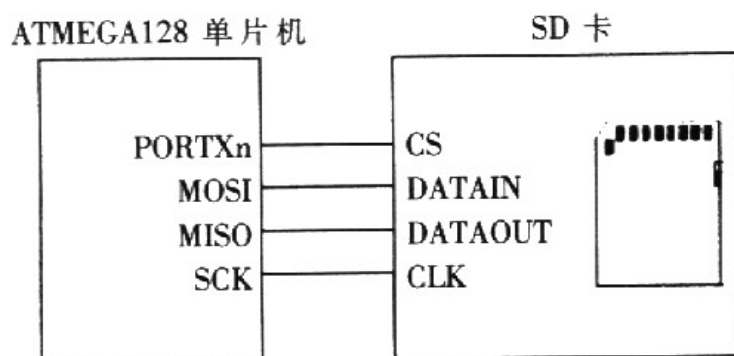 ATMEGA128 单片机
SD 卡
PORTXn
CS
MOSI
DATAIN
MISO
DATAOUT
SCK
CLK